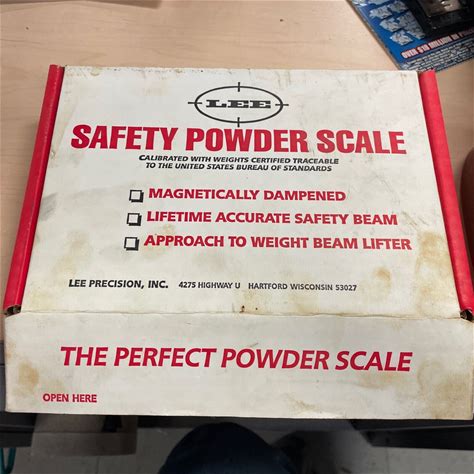 LEE
SAFETY POWDER SCALE
CALIBRATED WITH WEIGHTS CERTIFIED TRACEABLE
TO THE UNITED STATES BUREAU OF STANDARDS
MAGNETICALLY DAMPENED
LIFETIME ACCURATE SAFETY BEAM
APPROACH TO WEIGHT BEAM LIFTER
LEE PRECISION, INC. 4275 HIGHWAY U HARTFORD WISCONSIN 53027
THE PERFECT POWDER SCALE
OPEN HERE